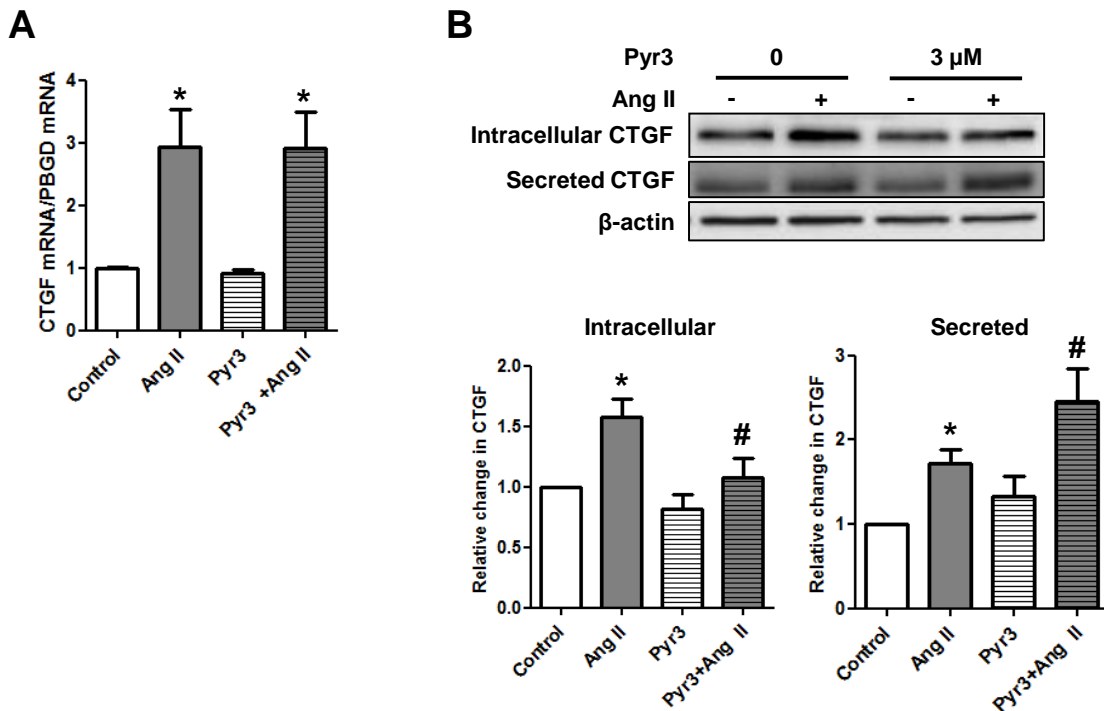 A
CTGF mRNA/PBGD mRNA
4
3
2
1
0
*
*
Control
Ang II
Pyr3
Pyr3 +Ang II
B
Pyr3 0 3 µM
Ang II - + - +
Intracellular CTGF
Secreted CTGF
β-actin
Intracellular
Relative change in CTGF
2.0
1.5
1.0
0.5
0.0
*
#
Control
Ang II
Pyr3
Pyr3+Ang II
Secreted
Relative change in CTGF
3
2
1
0
*
#
Control
Ang II
Pyr3
Pyr3+Ang II